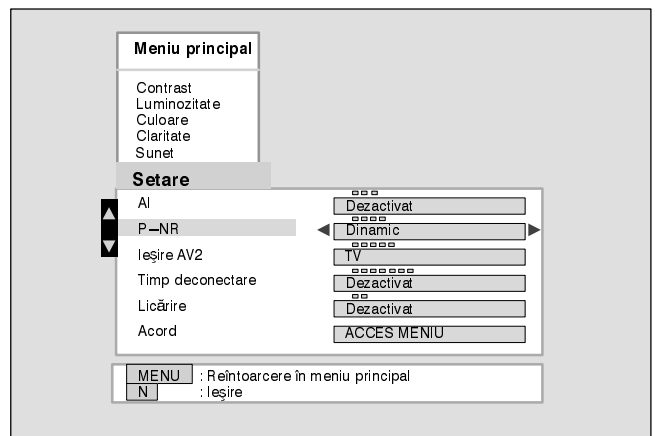 Meniu principal
Contrast
Luminozitate
Culoare
Claritate
Sunet
Setare
AI Dezactivat
P–NR Dinamic
Ieşire AV2 TV
Timp deconectare Dezactivat
Licărire Dezactivat
Acord ACCES MENIU
MENU : Reîntoarcere în meniu principal
N : Ieşire